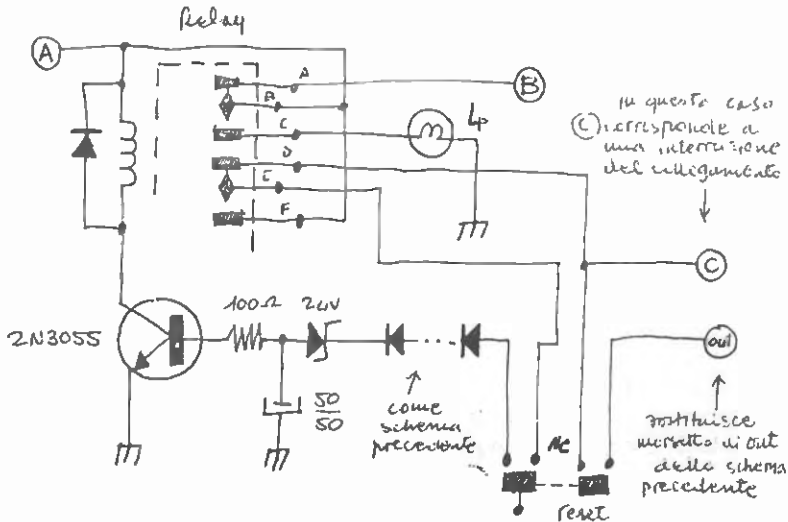 Relay
A
A
B
B
C
Lp
D
E
F
in questo caso
C corrisponde a
una interruzione
del collegamento
C
2N3055
100Ω
24V
50
50
come
schema
precedente
NC
reset
out
sostituisce
morsetto di out
dello schema
precedente